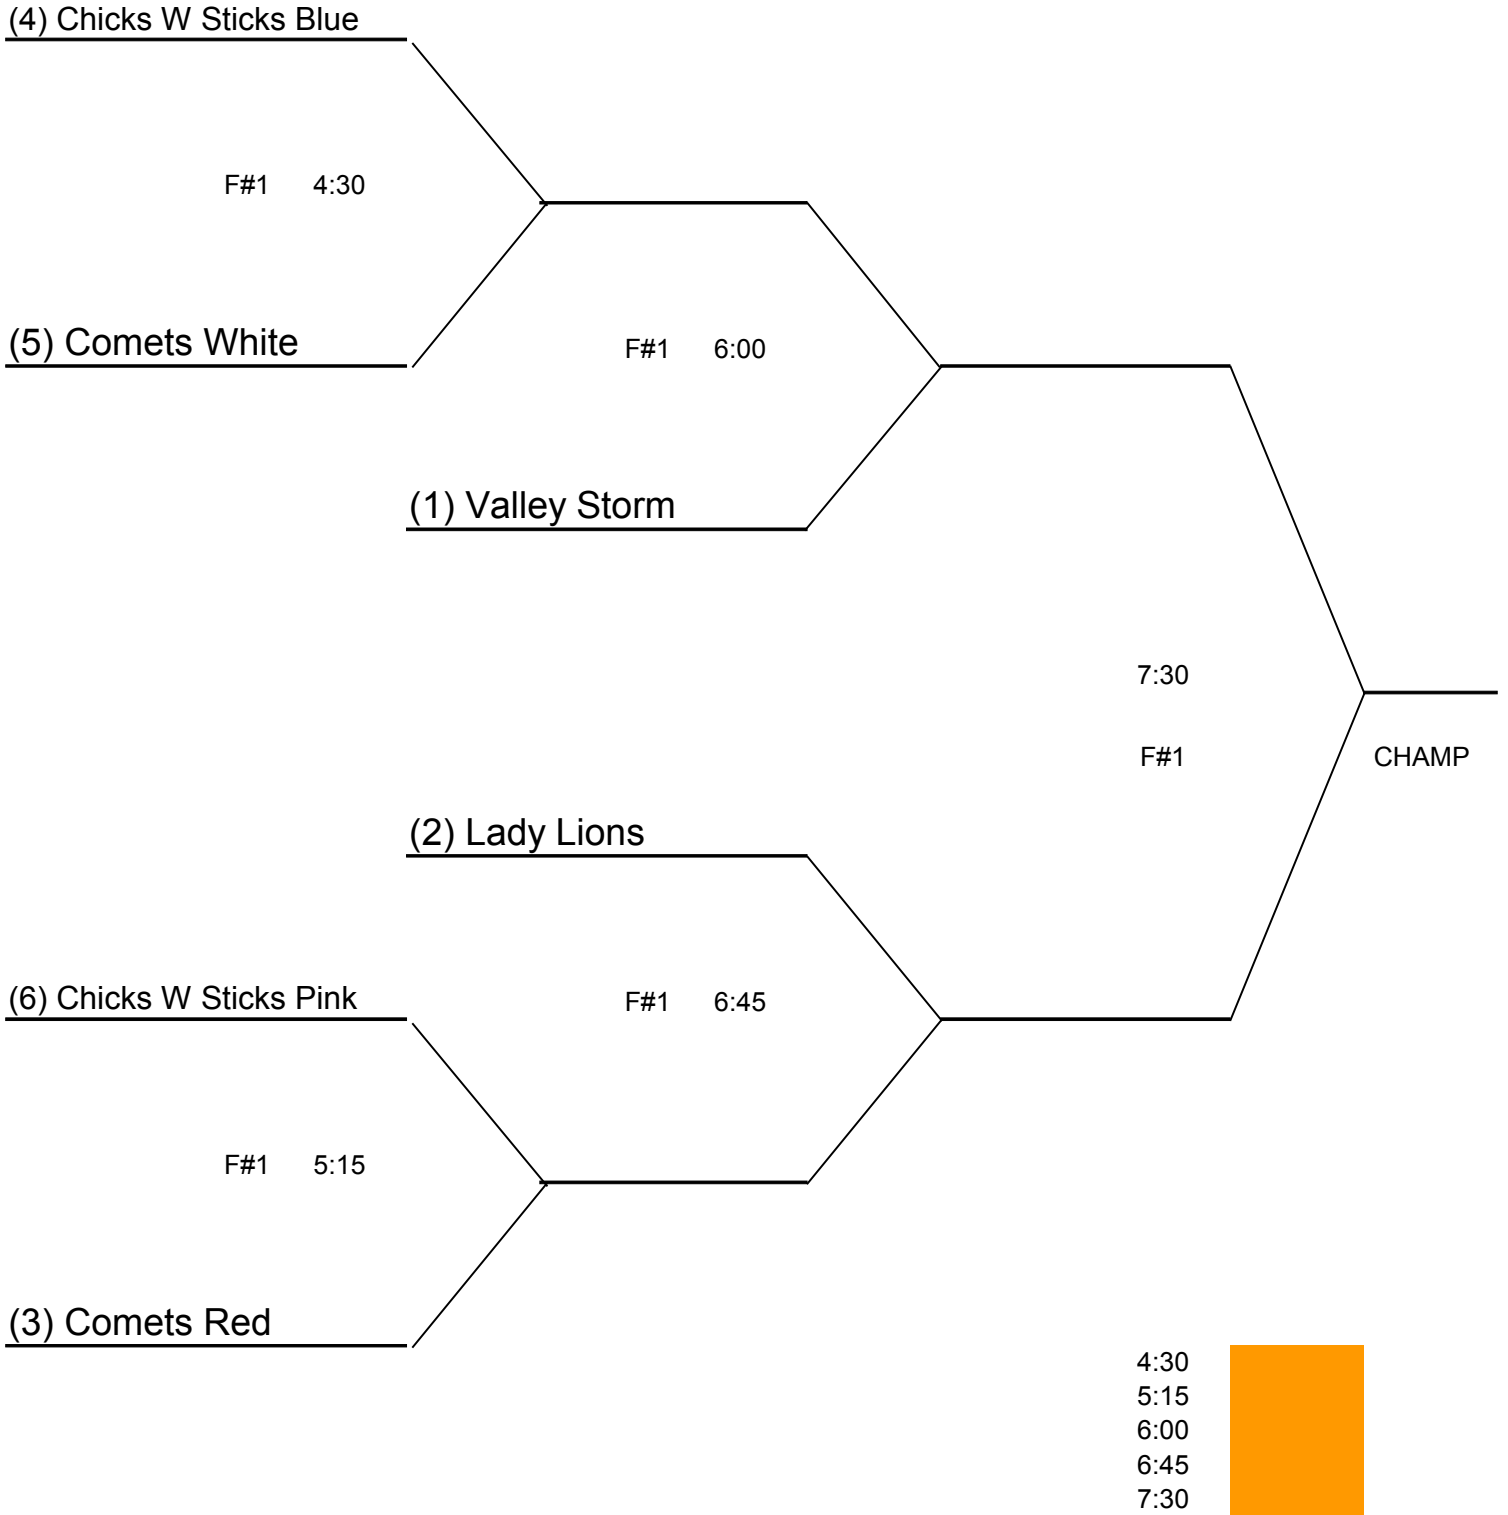 (4) Chicks W Sticks Blue
F#1 4:30
(5) Comets White
F#1 6:00
(1) Valley Storm
7:30
F#1 CHAMP
(2) Lady Lions
(6) Chicks W Sticks Pink
F#1 6:45
F#1 5:15
(3) Comets Red
4:30
5:15
6:00
6:45
7:30